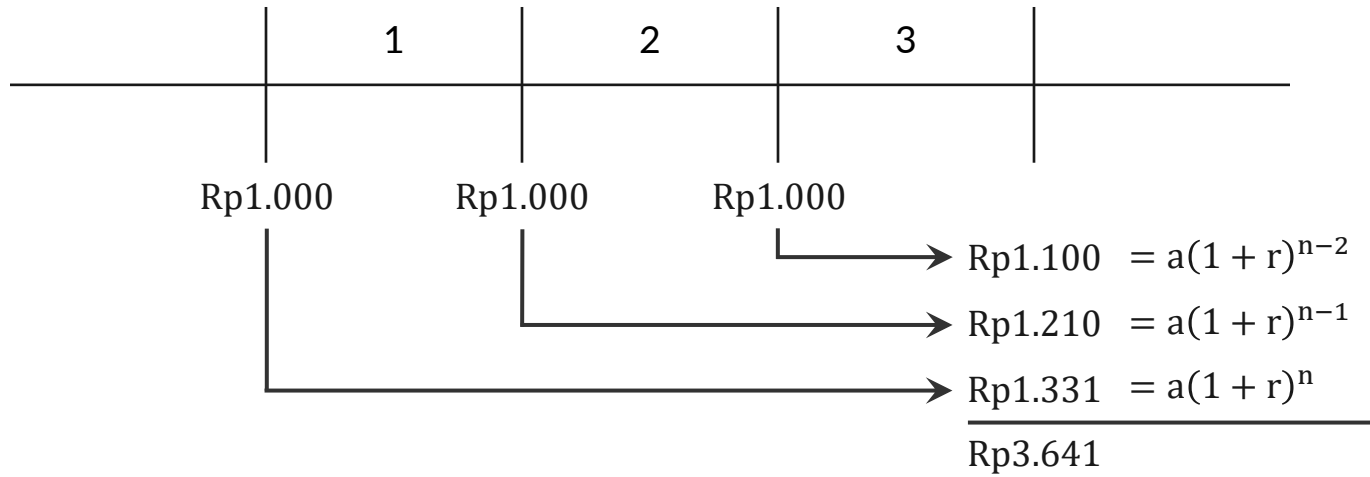 1 2 3
Rp1.000 Rp1.000 Rp1.000
Rp1.100 = a(1 + r)ⁿ⁻²
Rp1.210 = a(1 + r)ⁿ⁻¹
Rp1.331 = a(1 + r)ⁿ
Rp3.641